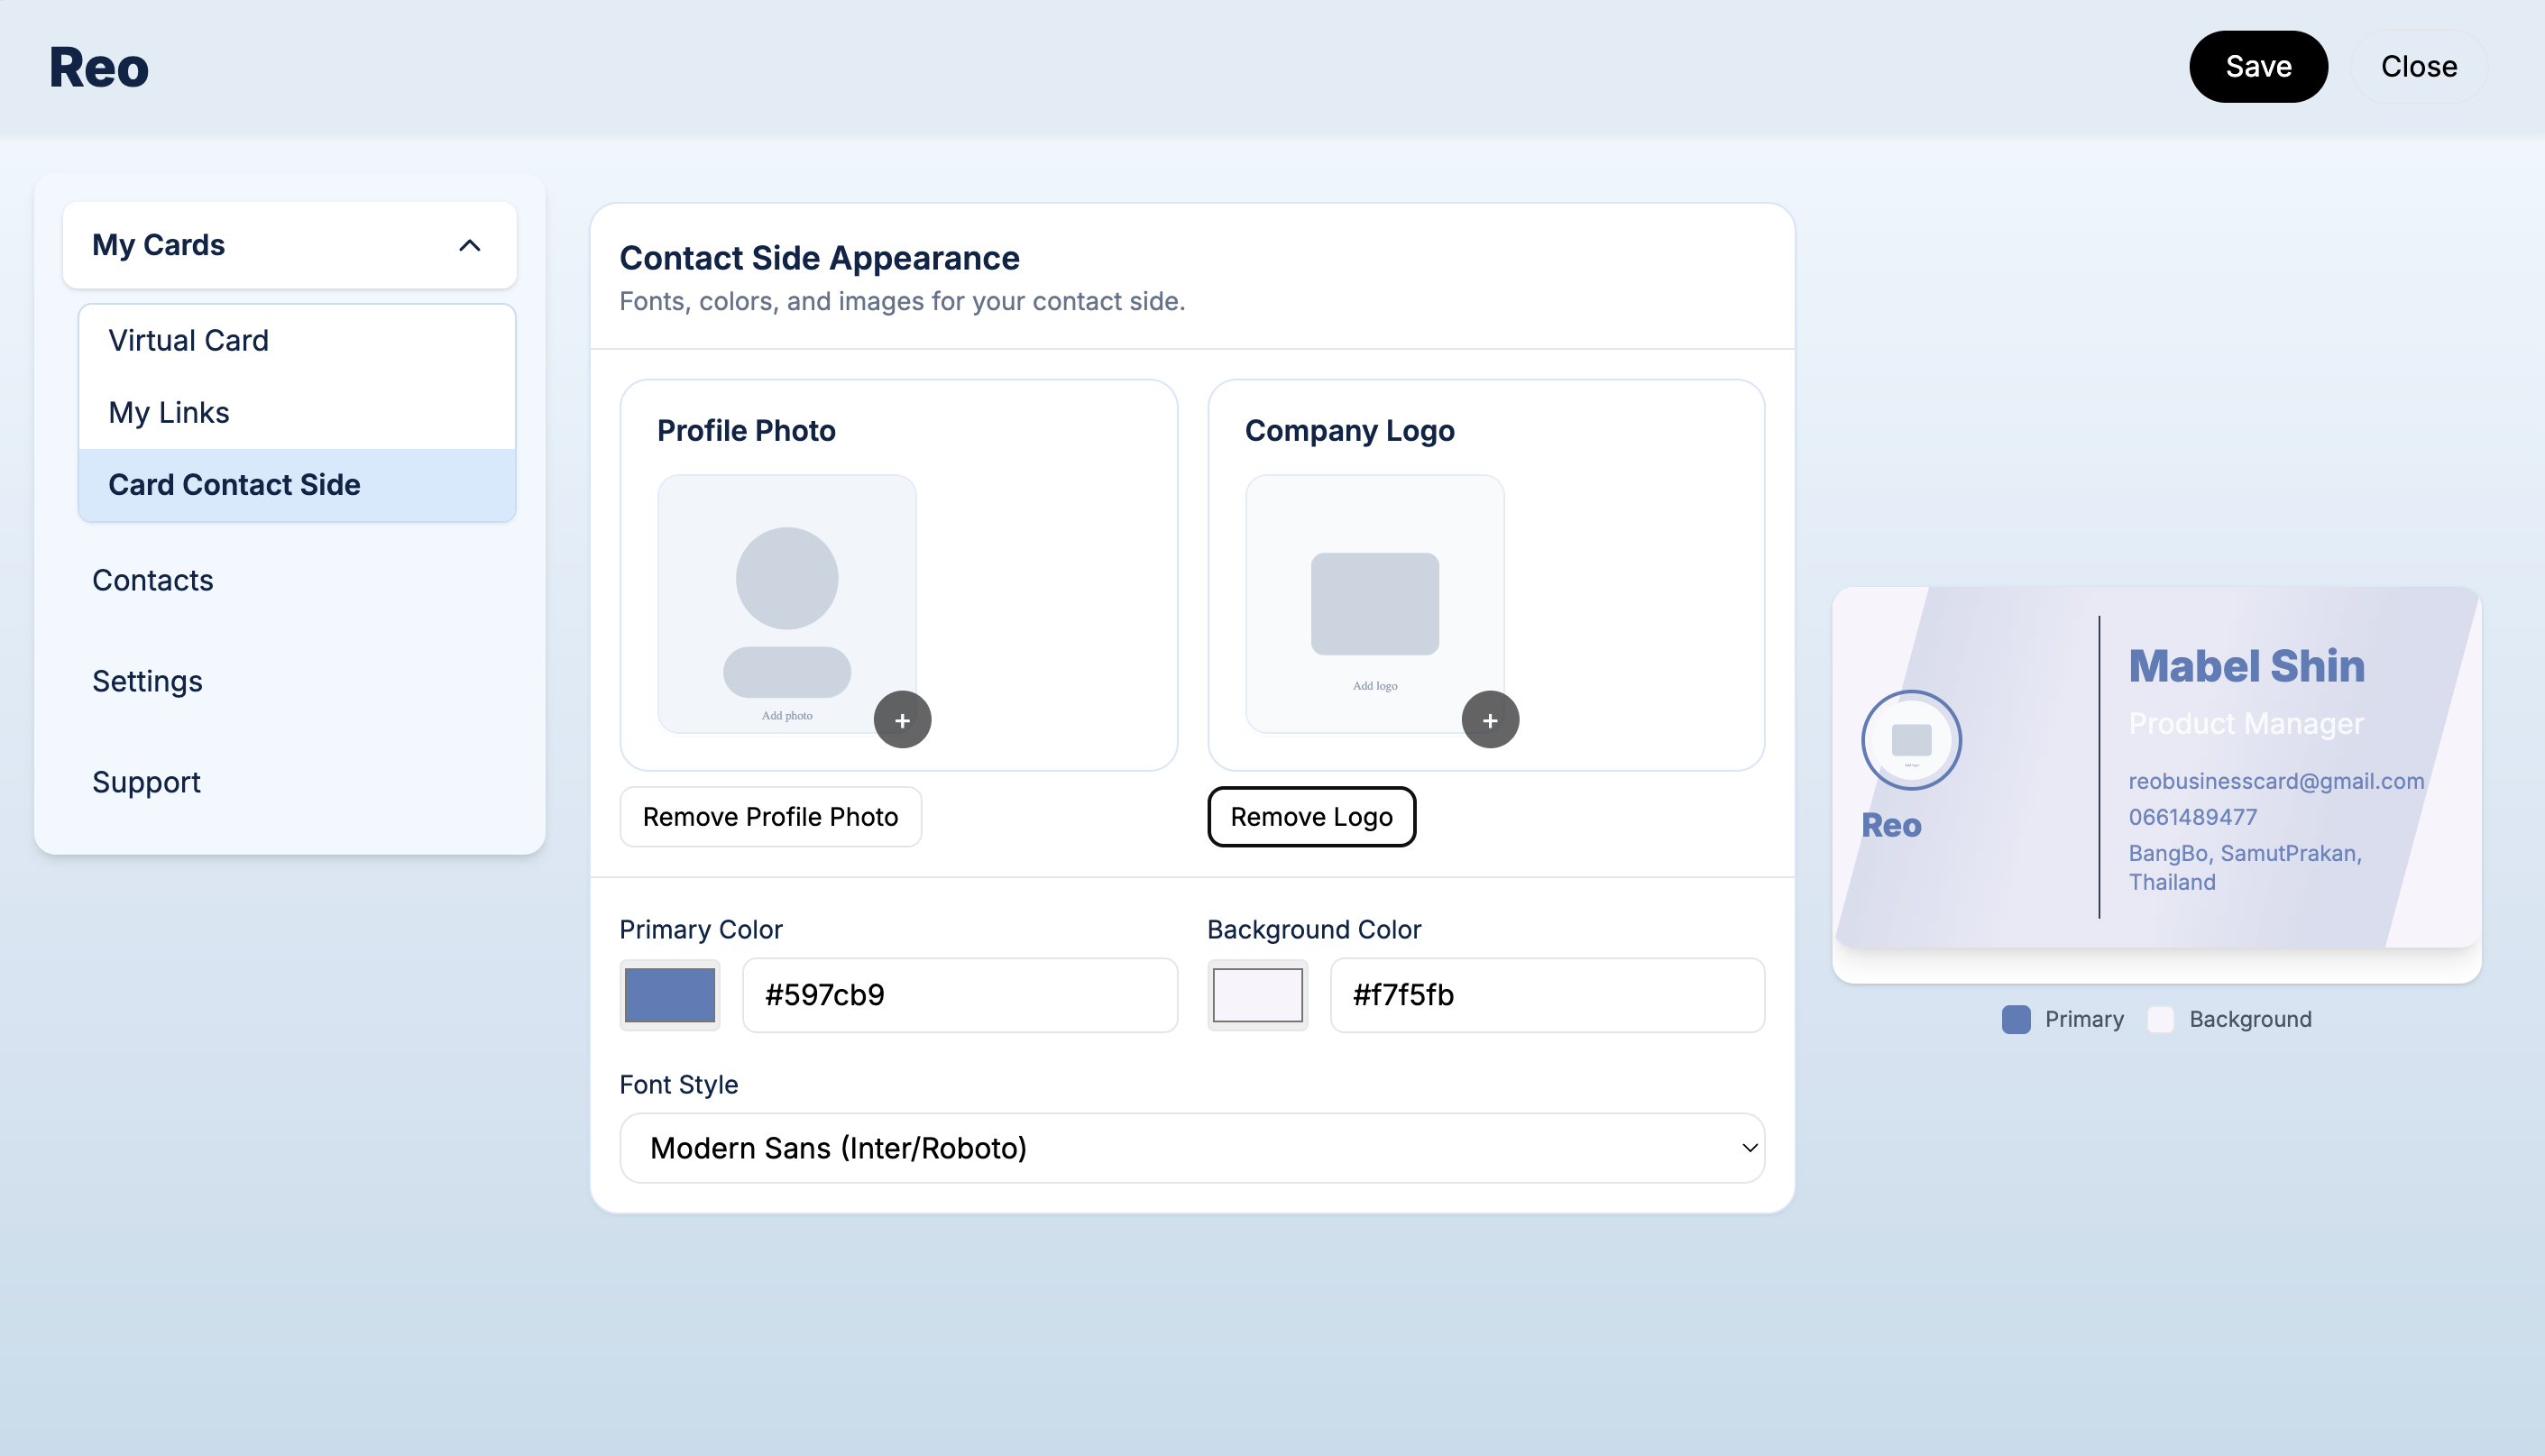 Reo
Save
Close
My Cards
Virtual Card
My Links
Card Contact Side
Contacts
Settings
Support
Contact Side Appearance
Fonts, colors, and images for your contact side.
Profile Photo
Add photo
+
Remove Profile Photo
Company Logo
Add logo
+
Remove Logo
Primary Color
#597cb9
Background Color
#f7f5fb
Font Style
Modern Sans (Inter/Roboto)
Add logo
Reo
Mabel Shin
Product Manager
reobusinesscard@gmail.com
0661489477
BangBo, SamutPrakan,
Thailand
Primary
Background